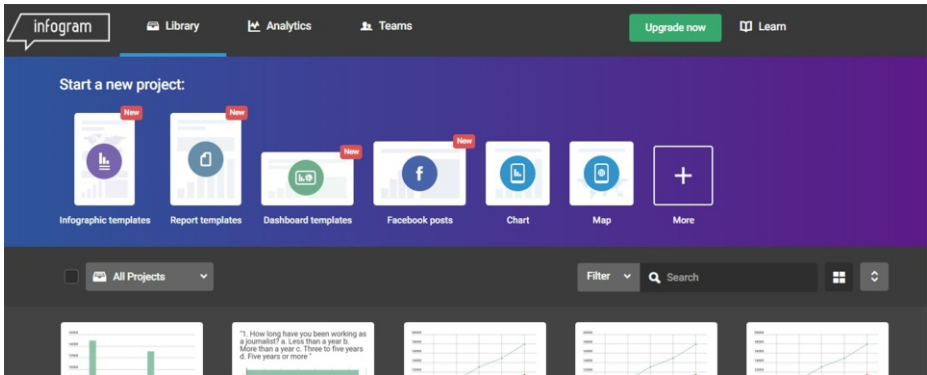 infogram
Library
Analytics
Teams
Upgrade now
Learn
Start a new project:
New
New
New
New
Infographic templates
Report templates
Dashboard templates
Facebook posts
Chart
Map
More
All Projects
Filter
Search
"1. How long have you been working as
a journalist? a. Less than a year b.
More than a year c. Three to five years
d. Five years or more "